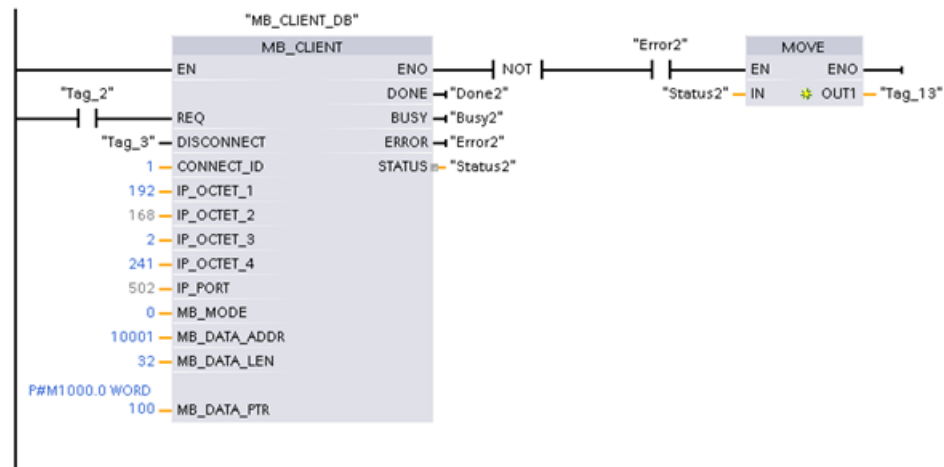 "MB_CLIENT_DB"
MB_CLIENT "Error2" MOVE
EN ENO NOT EN ENO
"Tag_2" DONE "Done2" "Status2" IN OUT1 "Tag_13"
REQ BUSY "Busy2"
"Tag_3" DISCONNECT ERROR "Error2"
1 CONNECT_ID STATUS "Status2"
192 IP_OCTET_1
168 IP_OCTET_2
2 IP_OCTET_3
241 IP_OCTET_4
502 IP_PORT
0 MB_MODE
10001 MB_DATA_ADDR
32 MB_DATA_LEN
P#M1000.0 WORD
100 MB_DATA_PTR